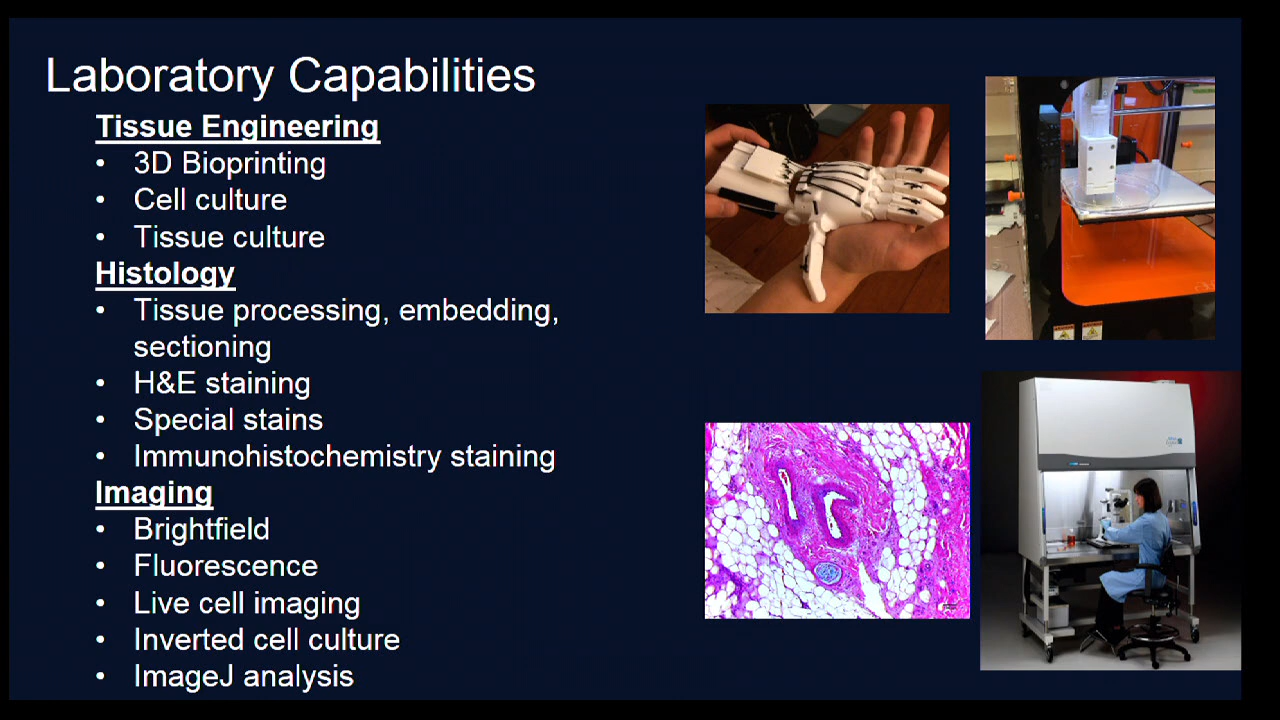 Laboratory Capabilities
Tissue Engineering
• 3D Bioprinting
• Cell culture
• Tissue culture
Histology
• Tissue processing, embedding,
sectioning
• H&E staining
• Special stains
• Immunohistochemistry staining
Imaging
• Brightfield
• Fluorescence
• Live cell imaging
• Inverted cell culture
• ImageJ analysis